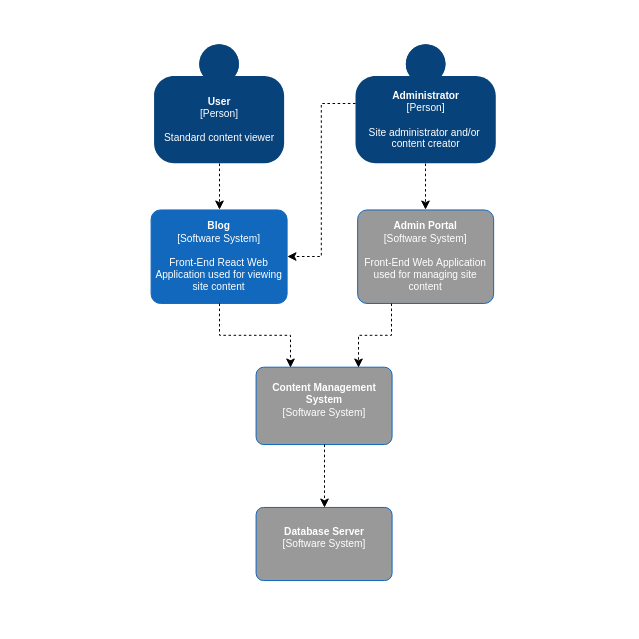 User
[Person]
Standard content viewer
Administrator
[Person]
Site administrator and/or
content creator
Blog
[Software System]
Front-End React Web
Application used for viewing
site content
Admin Portal
[Software System]
Front-End Web Application
used for managing site
content
Content Management
System
[Software System]
Database Server
[Software System]